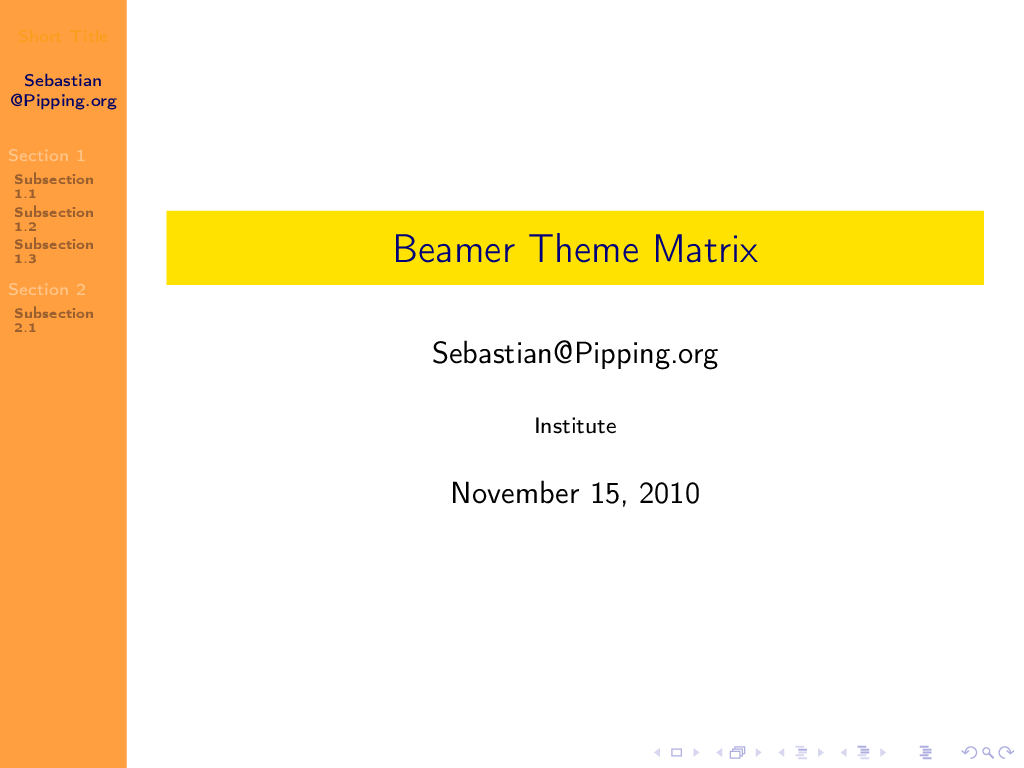 Short Title
Sebastian
@Pipping.org
Section 1
Subsection
1.1
Subsection
1.2
Subsection
1.3
Section 2
Subsection
2.1
Beamer Theme Matrix
Sebastian@Pipping.org
Institute
November 15, 2010